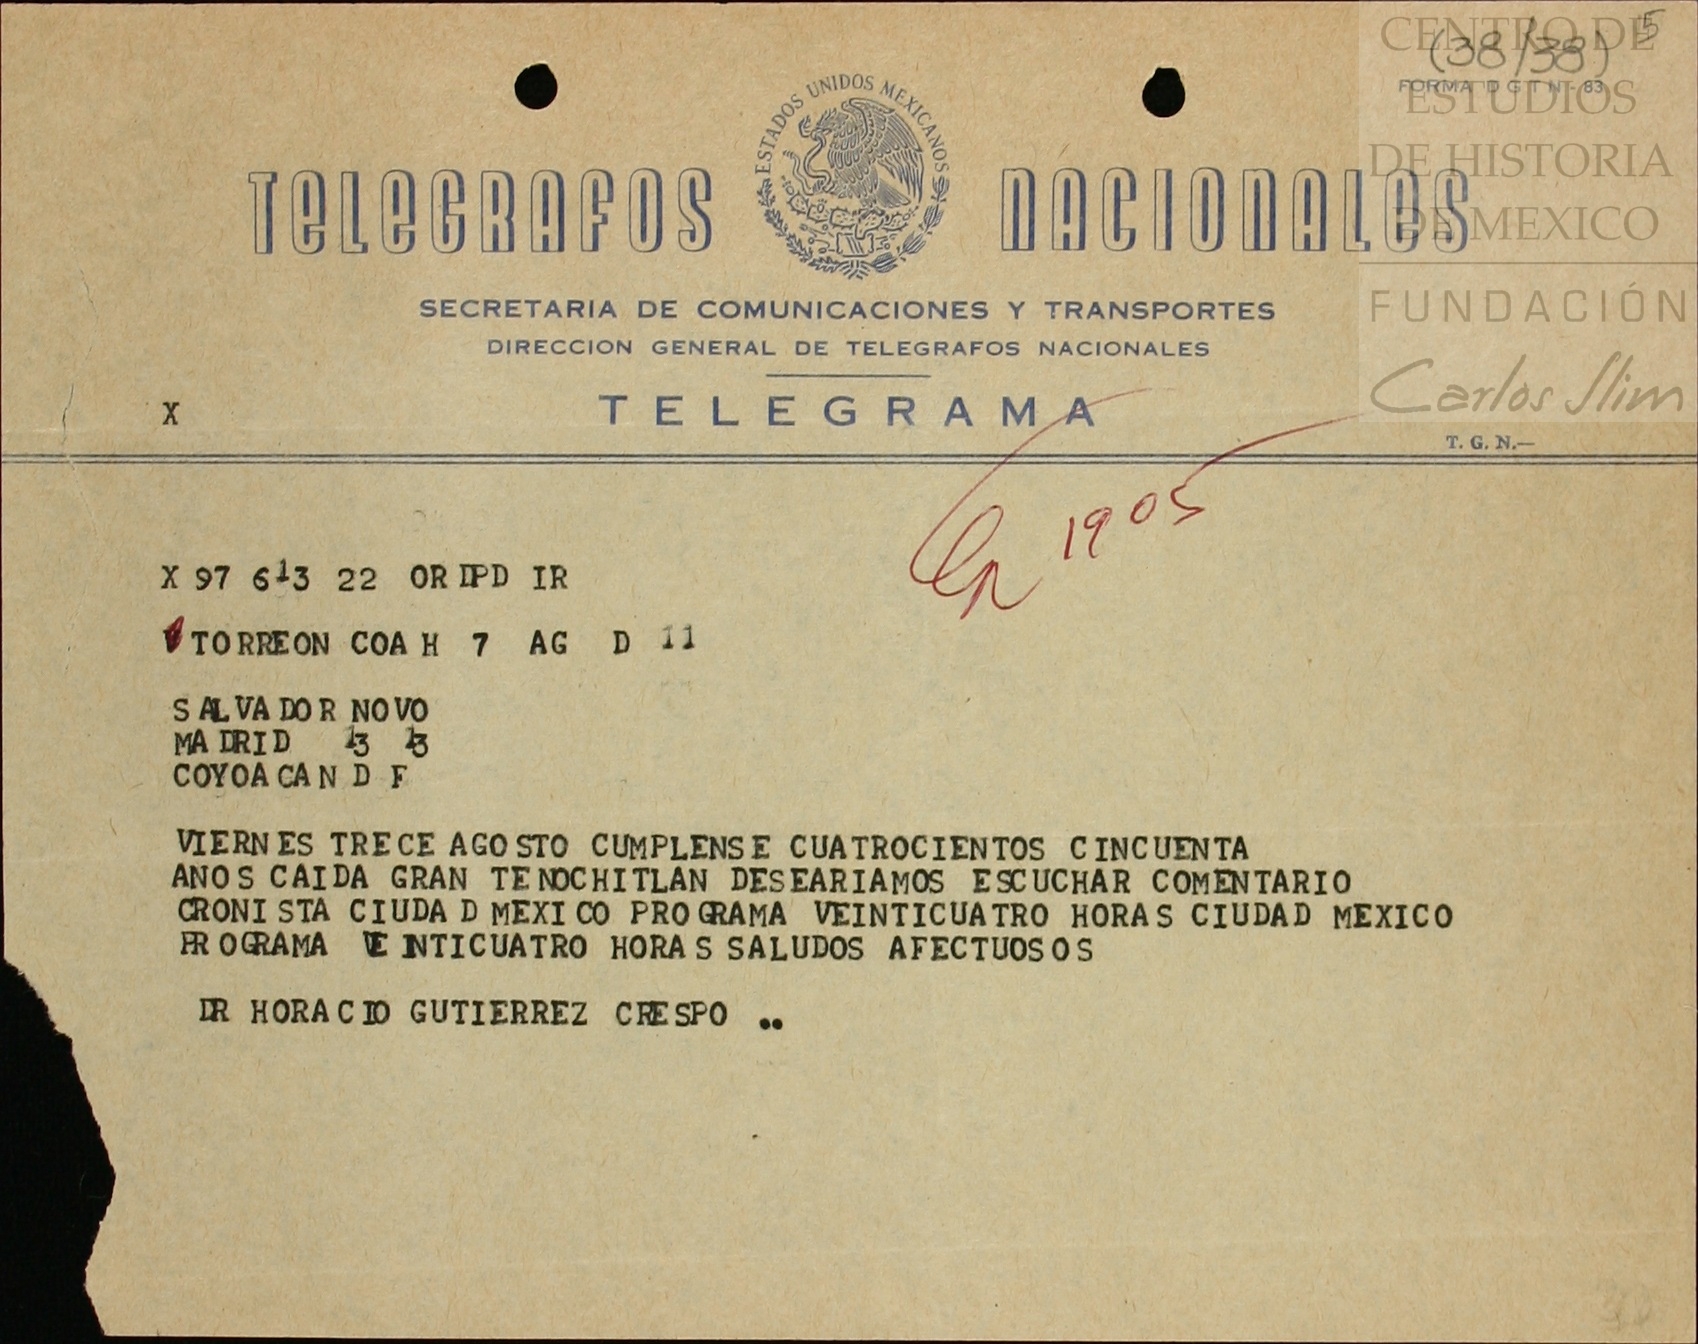 CENTRO DE
ESTUDIOS
DE HISTORIA
DE MEXICO
FUNDACIÓN
Carlos Slim
5
(38/38)
FORMA D G T N - 83
ESTADOS UNIDOS MEXICANOS
TELEGRAFOS NACIONALES
SECRETARIA DE COMUNICACIONES Y TRANSPORTES
DIRECCION GENERAL DE TELEGRAFOS NACIONALES
X TELEGRAMA
T. G. N.—
1905
X 97 613 22 ORIPD IR
TORREON COAH 7 AG D 11
SALVADOR NOVO
MADRID 13 13
COYOACAN D F
VIERNES TRECE AGOSTO CUMPLENSE CUATROCIENTOS CINCUENTA
ANOS CAIDA GRAN TENOCHITLAN DESEARIAMOS ESCUCHAR COMENTARIO
CRONISTA CIUDAD MEXICO PROGRAMA VEINTICUATRO HORAS CIUDAD MEXICO
PROGRAMA VEINTICUATRO HORAS SALUDOS AFECTUOSOS
DR HORACIO GUTIERREZ CRESPO ..